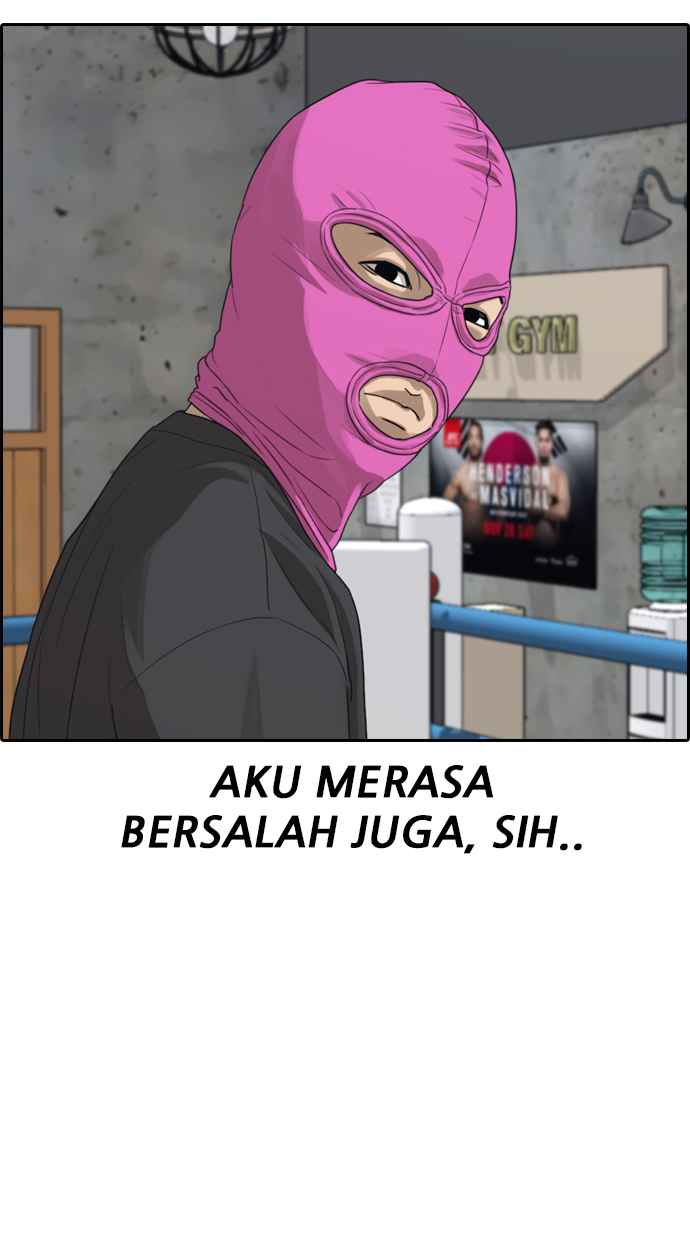 GYM
HENDERSON
MASVIDAL
AKU MERASA
BERSALAH JUGA, SIH..